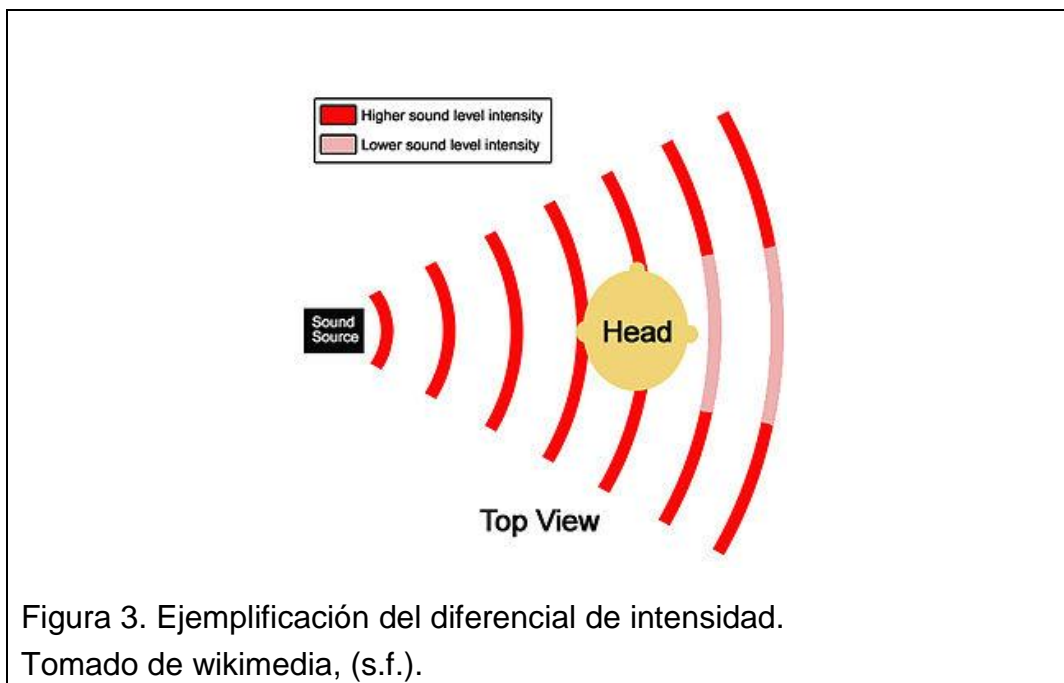 Higher sound level intensity
Lower sound level intensity
Sound
Source
Head
Top View
Figura 3. Ejemplificación del diferencial de intensidad.
Tomado de wikimedia, (s.f.).